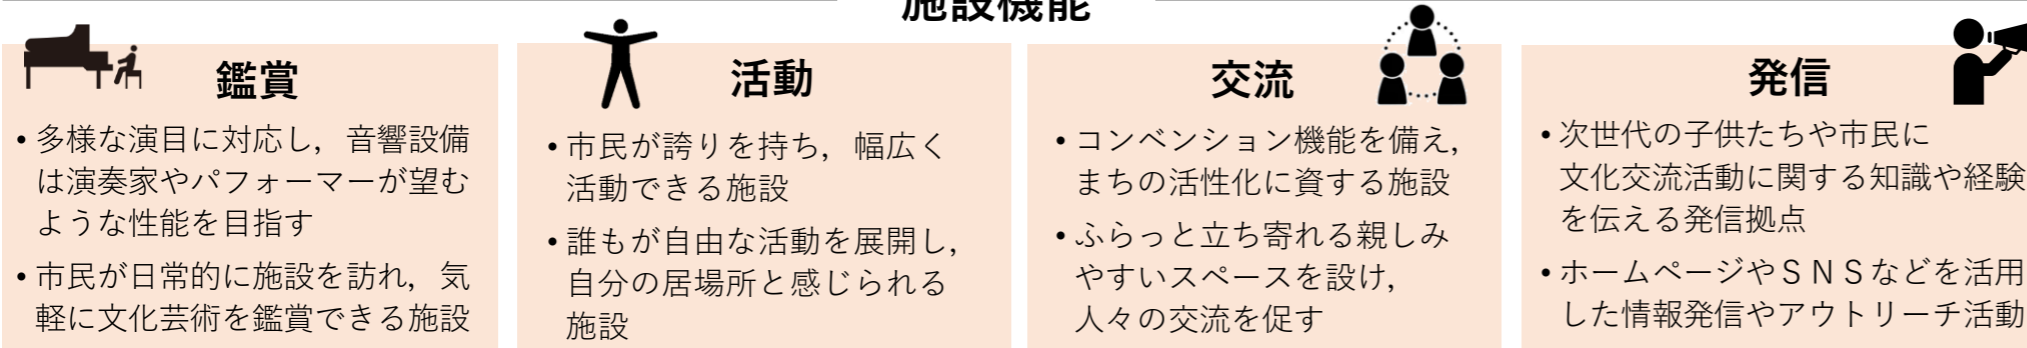 施設機能
鑑賞
・多様な演目に対応し，音響設備
は演奏家やパフォーマーが望む
ような性能を目指す
・市民が日常的に施設を訪れ，気
軽に文化芸術を鑑賞できる施設
活動
・市民が誇りを持ち，幅広く
活動できる施設
・誰もが自由な活動を展開し，
自分の居場所と感じられる
施設
交流
・コンベンション機能を備え，
まちの活性化に資する施設
・ふらっと立ち寄れる親しみ
やすいスペースを設け，
人々の交流を促す
発信
・次世代の子供たちや市民に
文化交流活動に関する知識や経験
を伝える発信拠点
・ホームページやＳＮＳなどを活用
した情報発信やアウトリーチ活動